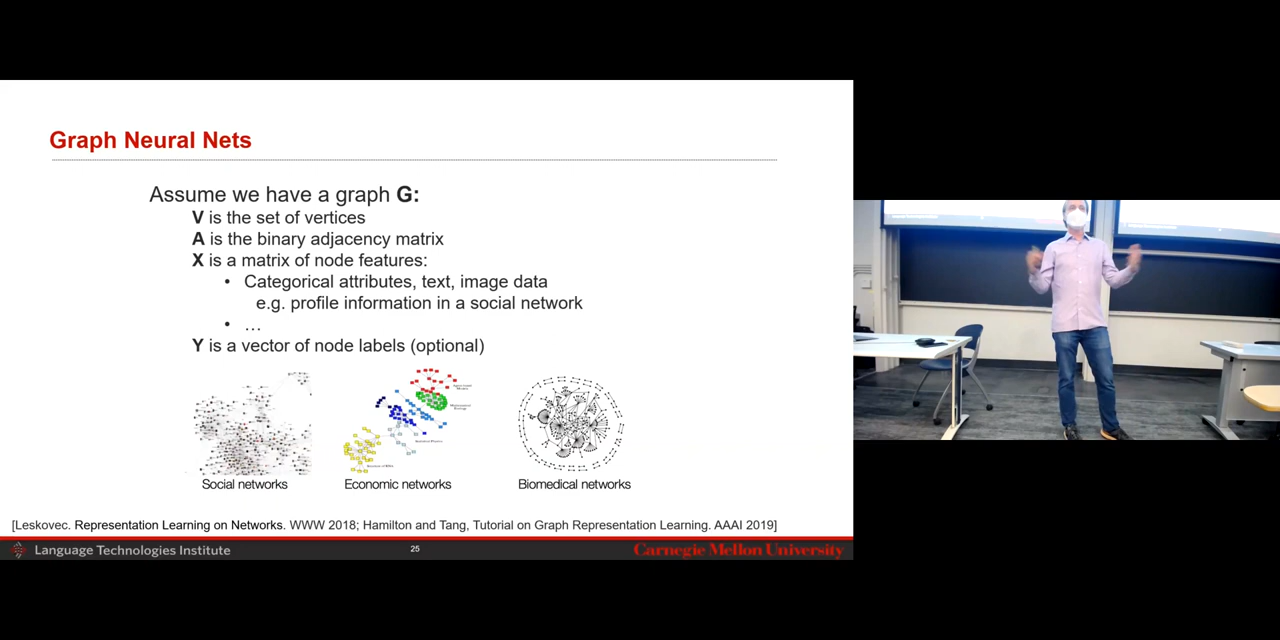 Graph Neural Nets
Assume we have a graph G:
V is the set of vertices
A is the binary adjacency matrix
X is a matrix of node features:
• Categorical attributes, text, image data
e.g. profile information in a social network
• …
Y is a vector of node labels (optional)
Social networks
Economic networks
Biomedical networks
[Leskovec. Representation Learning on Networks. WWW 2018; Hamilton and Tang, Tutorial on Graph Representation Learning. AAAI 2019]
Language Technologies Institute
25
Carnegie Mellon University